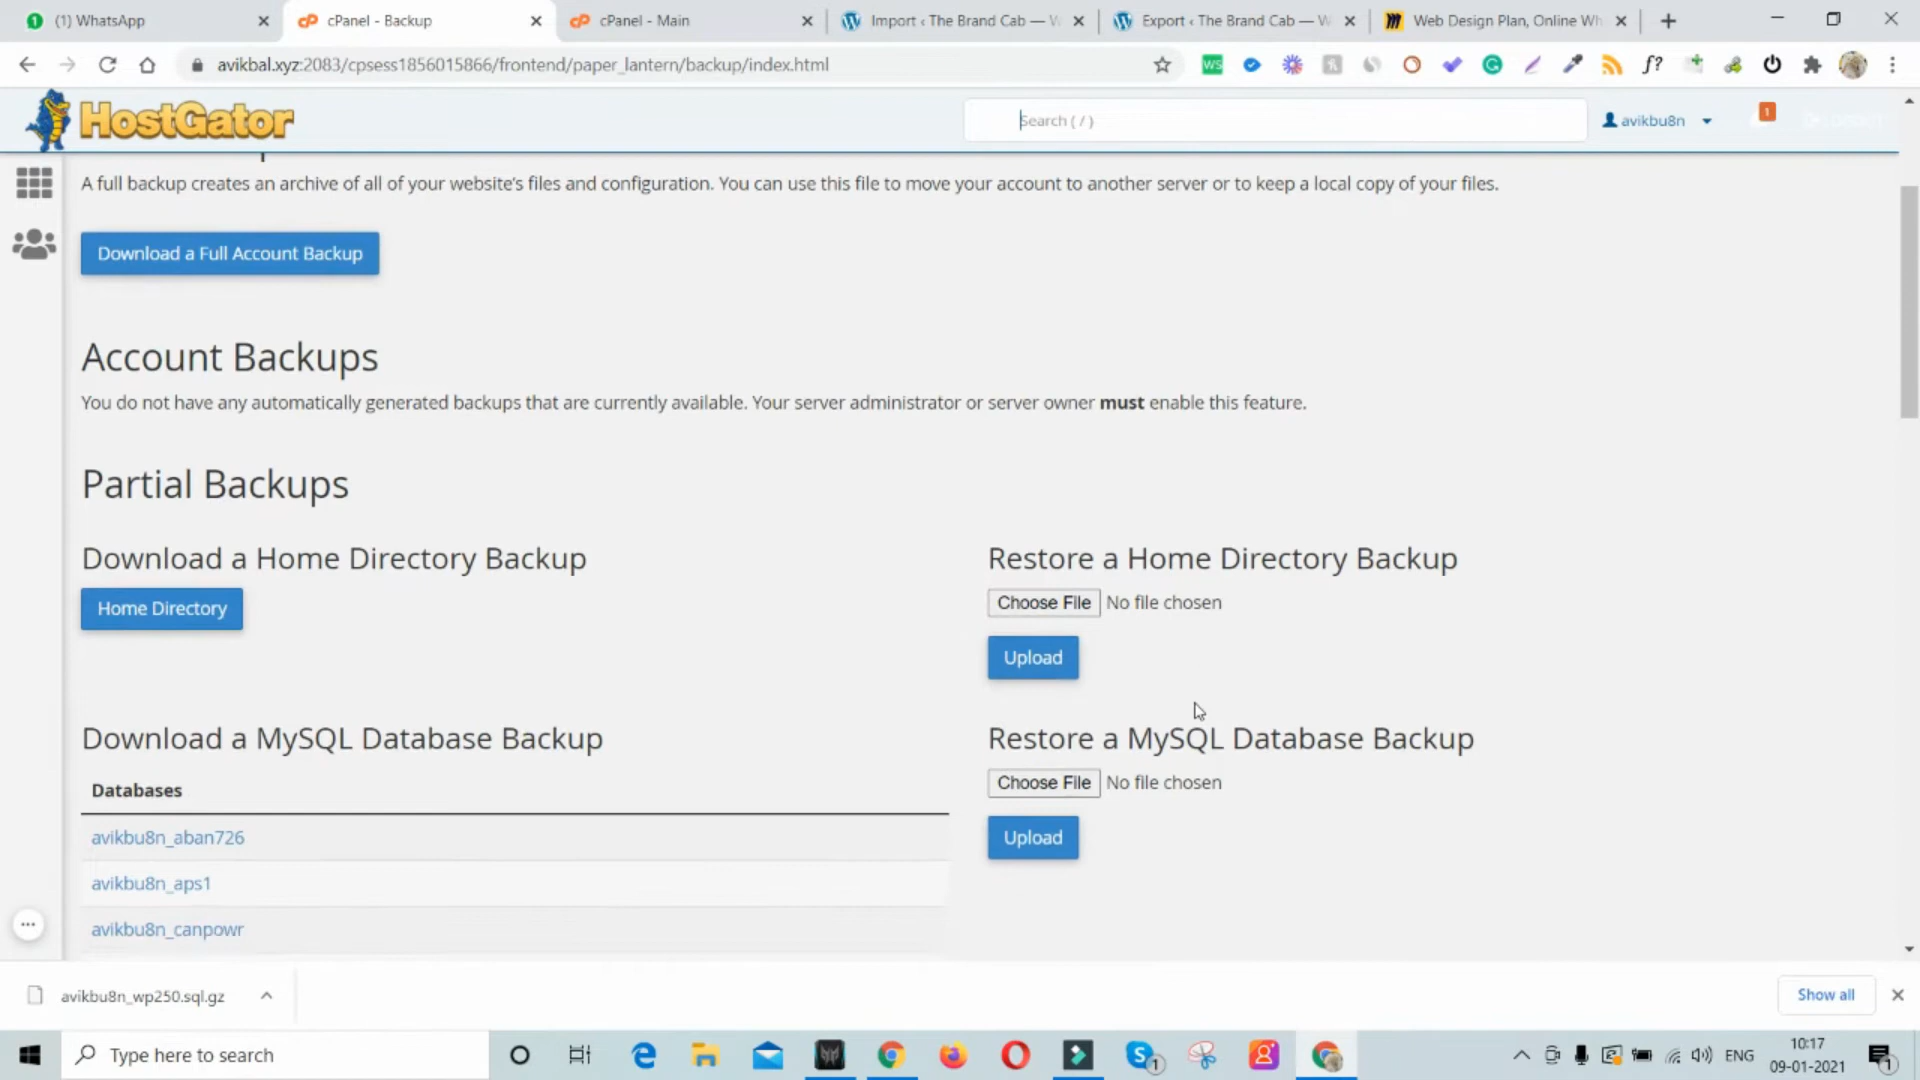 (1) WhatsApp
cPanel - Backup
cPanel - Main
Import ‹ The Brand Cab — W
Export ‹ The Brand Cab — W
Web Design Plan, Online Wh
avikbal.xyz:2083/cpsess1856015866/frontend/paper_lantern/backup/index.html
HostGator
Search ( / )
avikbu8n
1
A full backup creates an archive of all of your website's files and configuration. You can use this file to move your account to another server or to keep a local copy of your files.
Download a Full Account Backup
Account Backups
You do not have any automatically generated backups that are currently available. Your server administrator or server owner must enable this feature.
Partial Backups
Download a Home Directory Backup
Home Directory
Restore a Home Directory Backup
Choose File No file chosen
Upload
Download a MySQL Database Backup
Databases
avikbu8n_aban726
avikbu8n_aps1
avikbu8n_canpowr
Restore a MySQL Database Backup
Choose File No file chosen
Upload
avikbu8n_wp250.sql.gz
Show all
Type here to search
ENG
10:17
09-01-2021